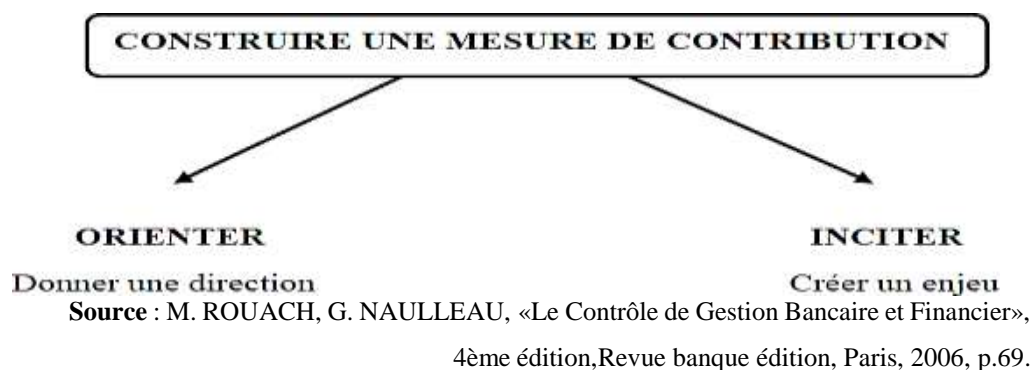 CONSTRUIRE UNE MESURE DE CONTRIBUTION
ORIENTER
INCITER
Donner une direction
Créer un enjeu
Source : M. ROUACH, G. NAULLEAU, «Le Contrôle de Gestion Bancaire et Financier»,
4ème édition,Revue banque édition, Paris, 2006, p.69.